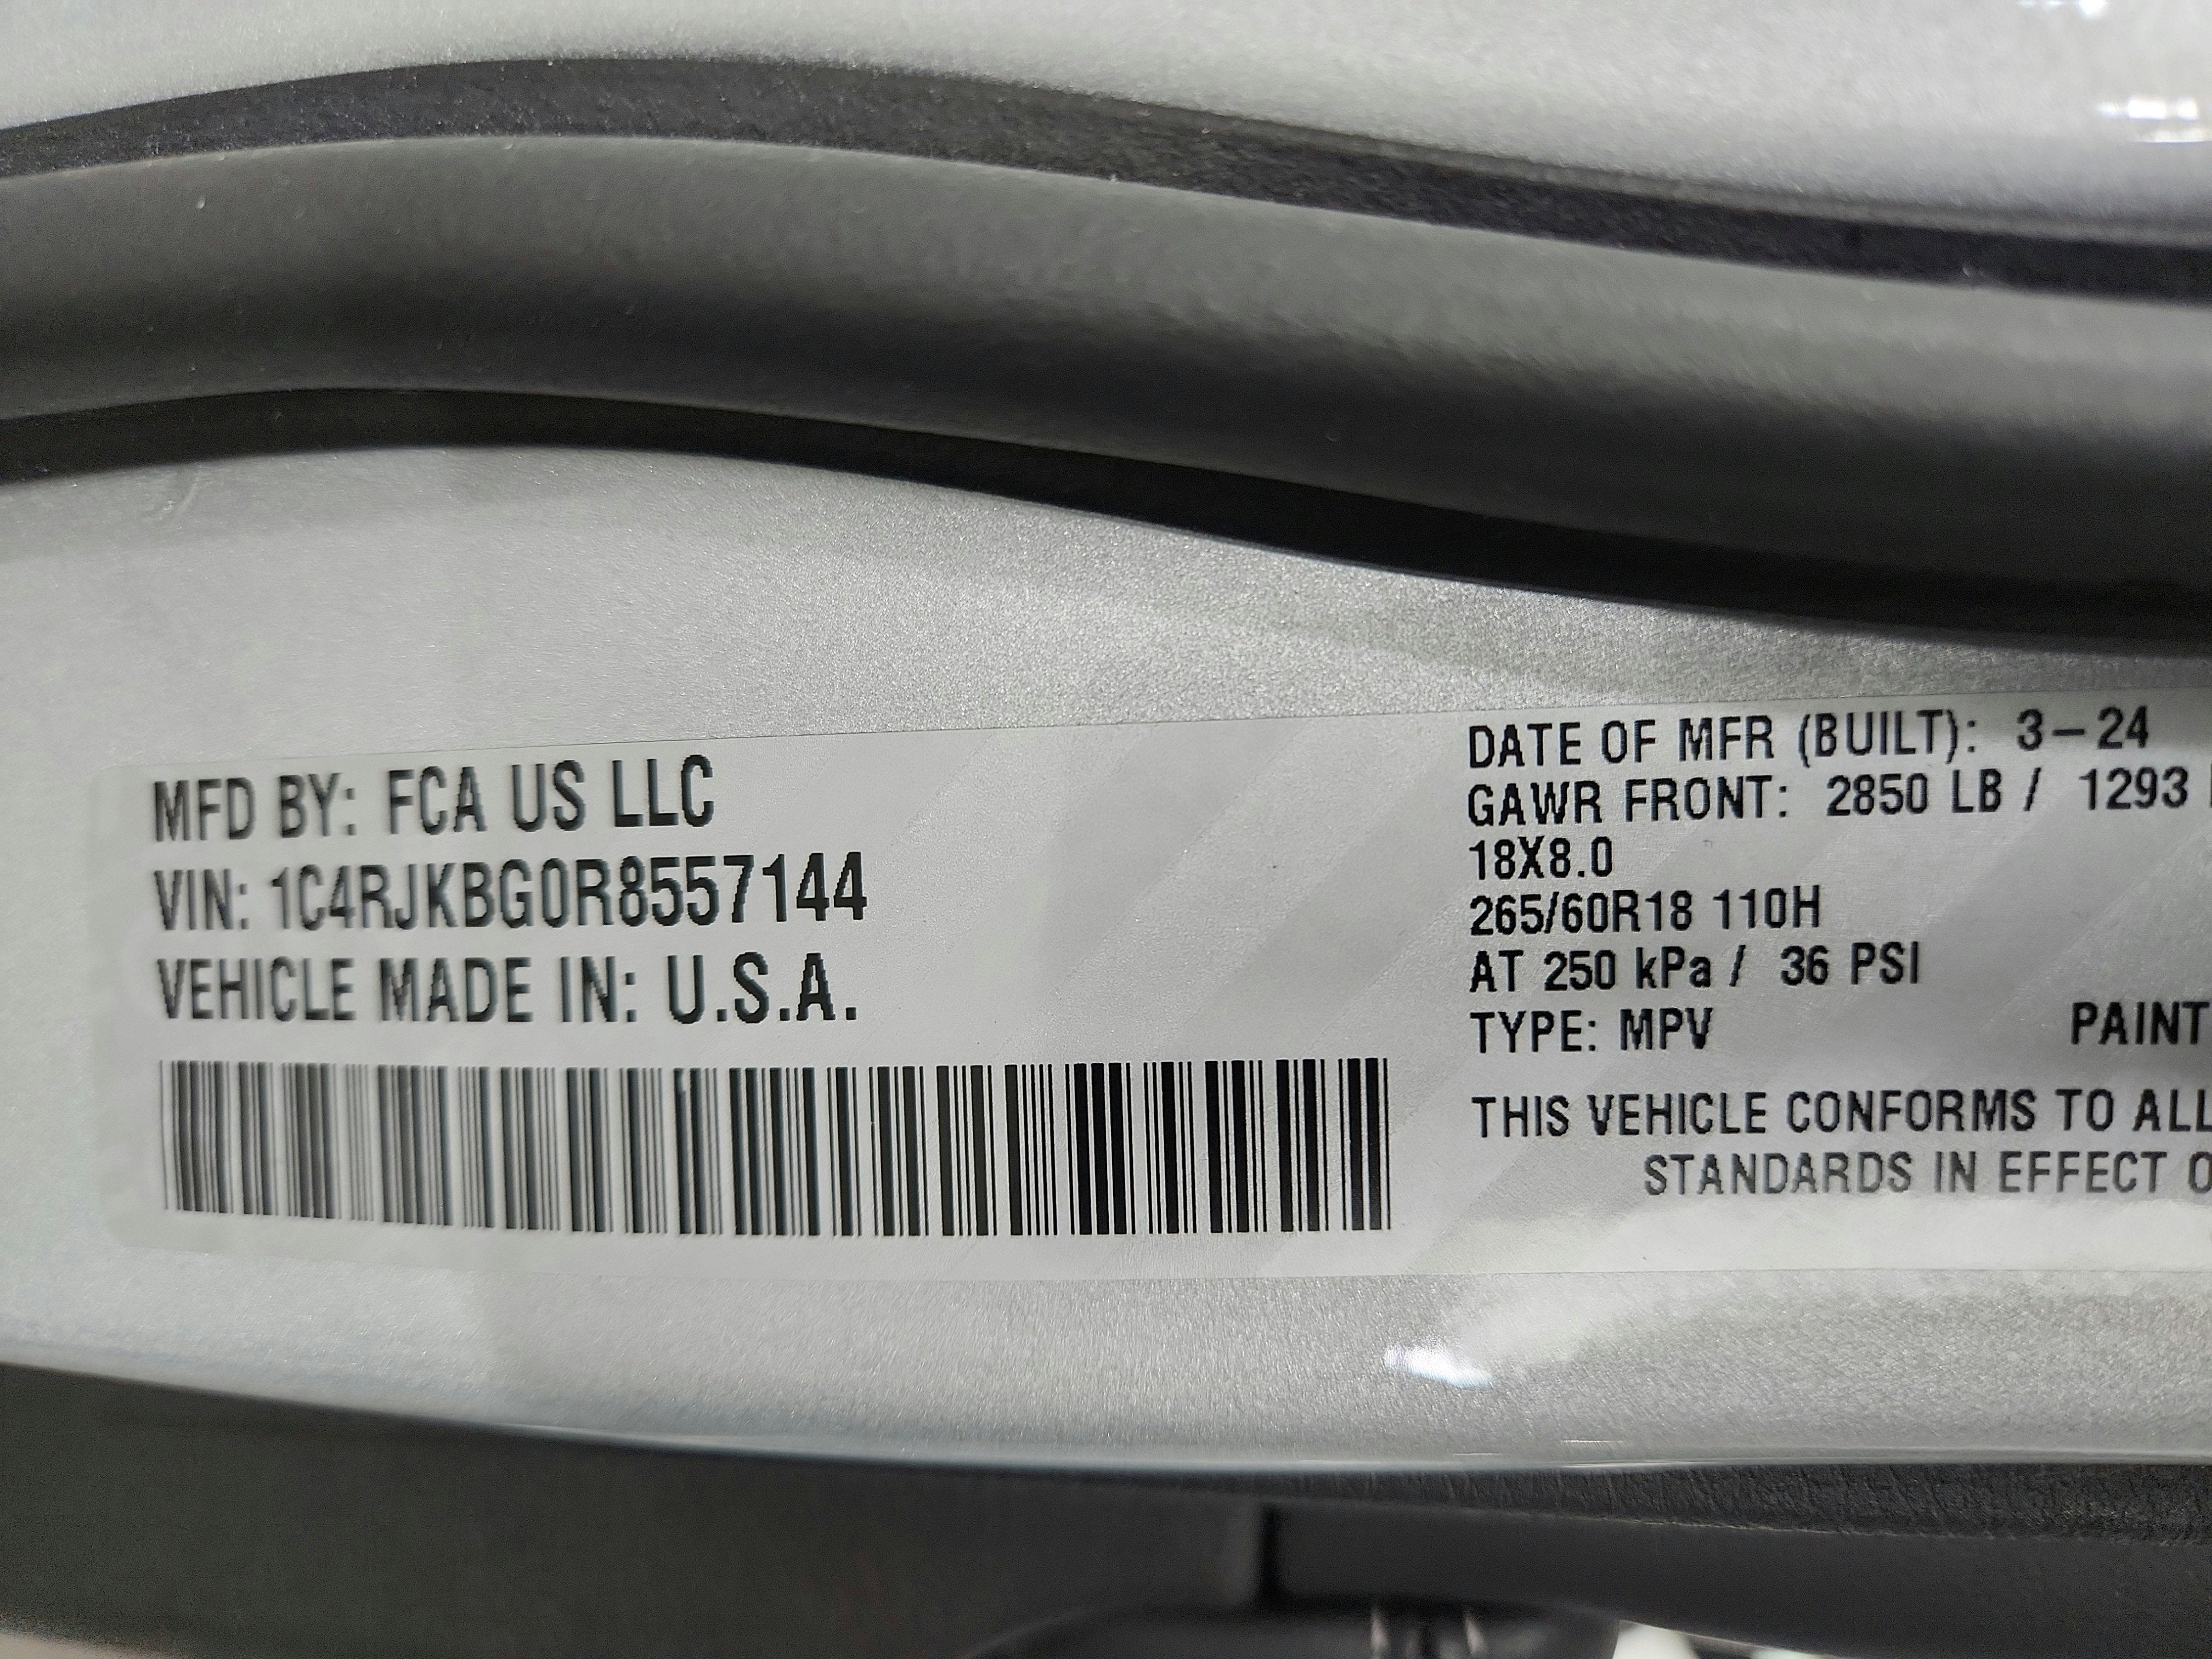 MFD BY: FCA US LLC
VIN: 1C4RJKBG0R8557144
VEHICLE MADE IN: U.S.A.
DATE OF MFR (BUILT): 3-24
GAWR FRONT: 2850 LB / 1293
18X8.0
265/60R18 110H
AT 250 kPa / 36 PSI
TYPE: MPV PAINT
THIS VEHICLE CONFORMS TO ALL
STANDARDS IN EFFECT